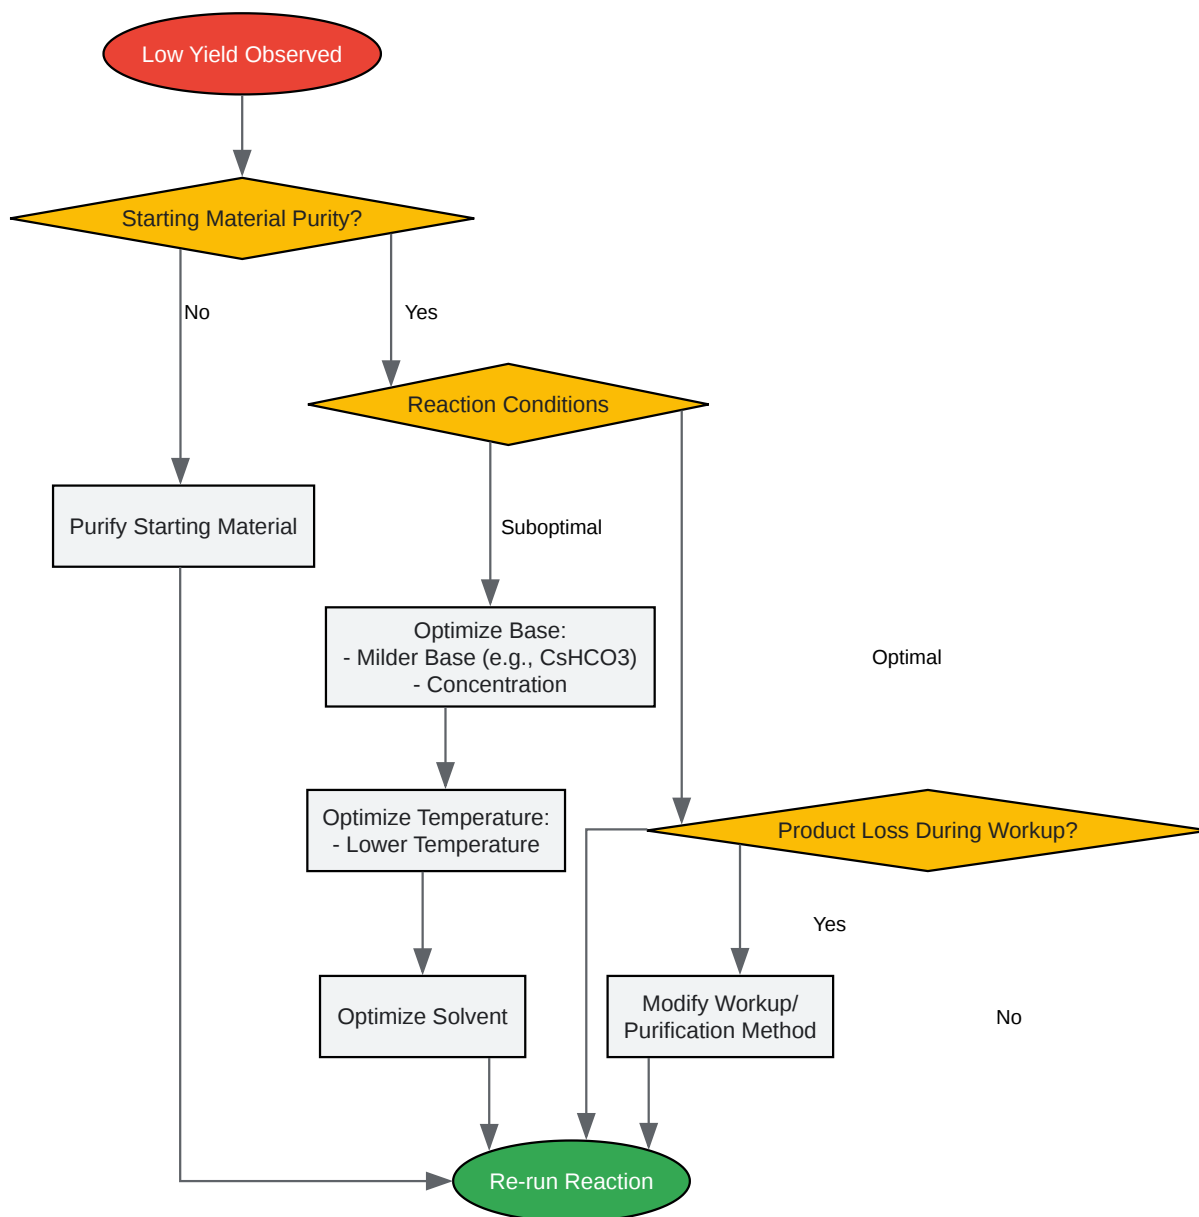 Low Yield Observed
Starting Material Purity?
No
Yes
Reaction Conditions
Purify Starting Material
Suboptimal
Optimize Base:
- Milder Base (e.g., CsHCO3)
- Concentration
Optimal
Optimize Temperature:
- Lower Temperature
Product Loss During Workup?
Yes
Optimize Solvent
Modify Workup/
Purification Method
No
Re-run Reaction